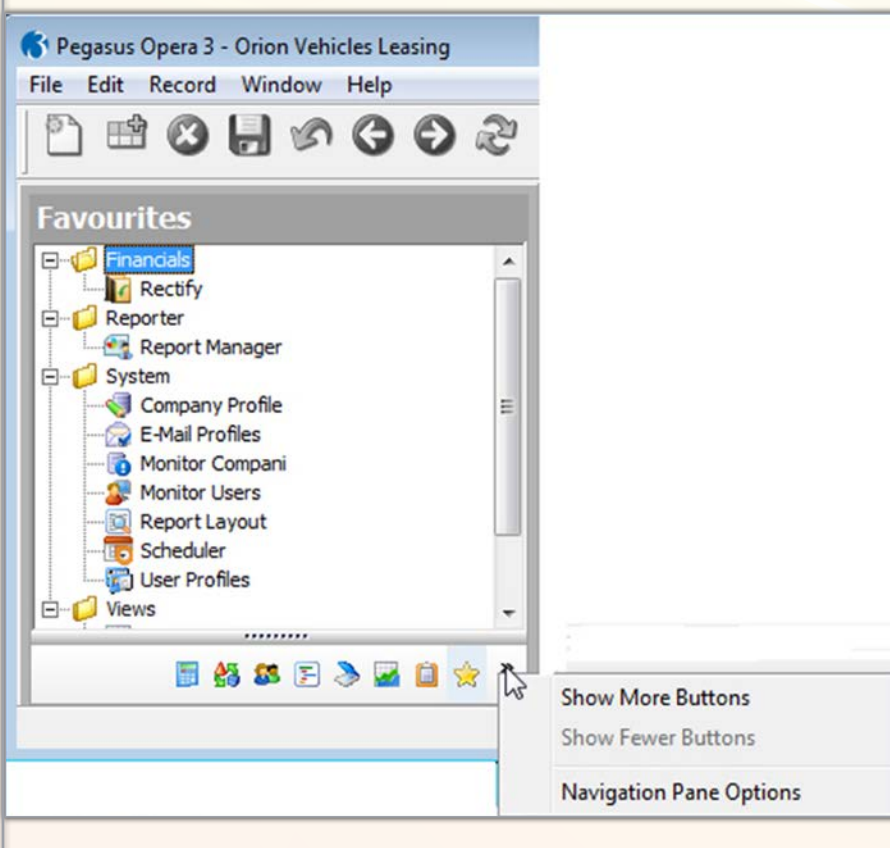 Pegasus Opera 3 - Orion Vehicles Leasing
File Edit Record Window Help
Favourites
Financials
Rectify
Reporter
Report Manager
System
Company Profile
E-Mail Profiles
Monitor Compani
Monitor Users
Report Layout
Scheduler
User Profiles
Views
Show More Buttons
Show Fewer Buttons
Navigation Pane Options